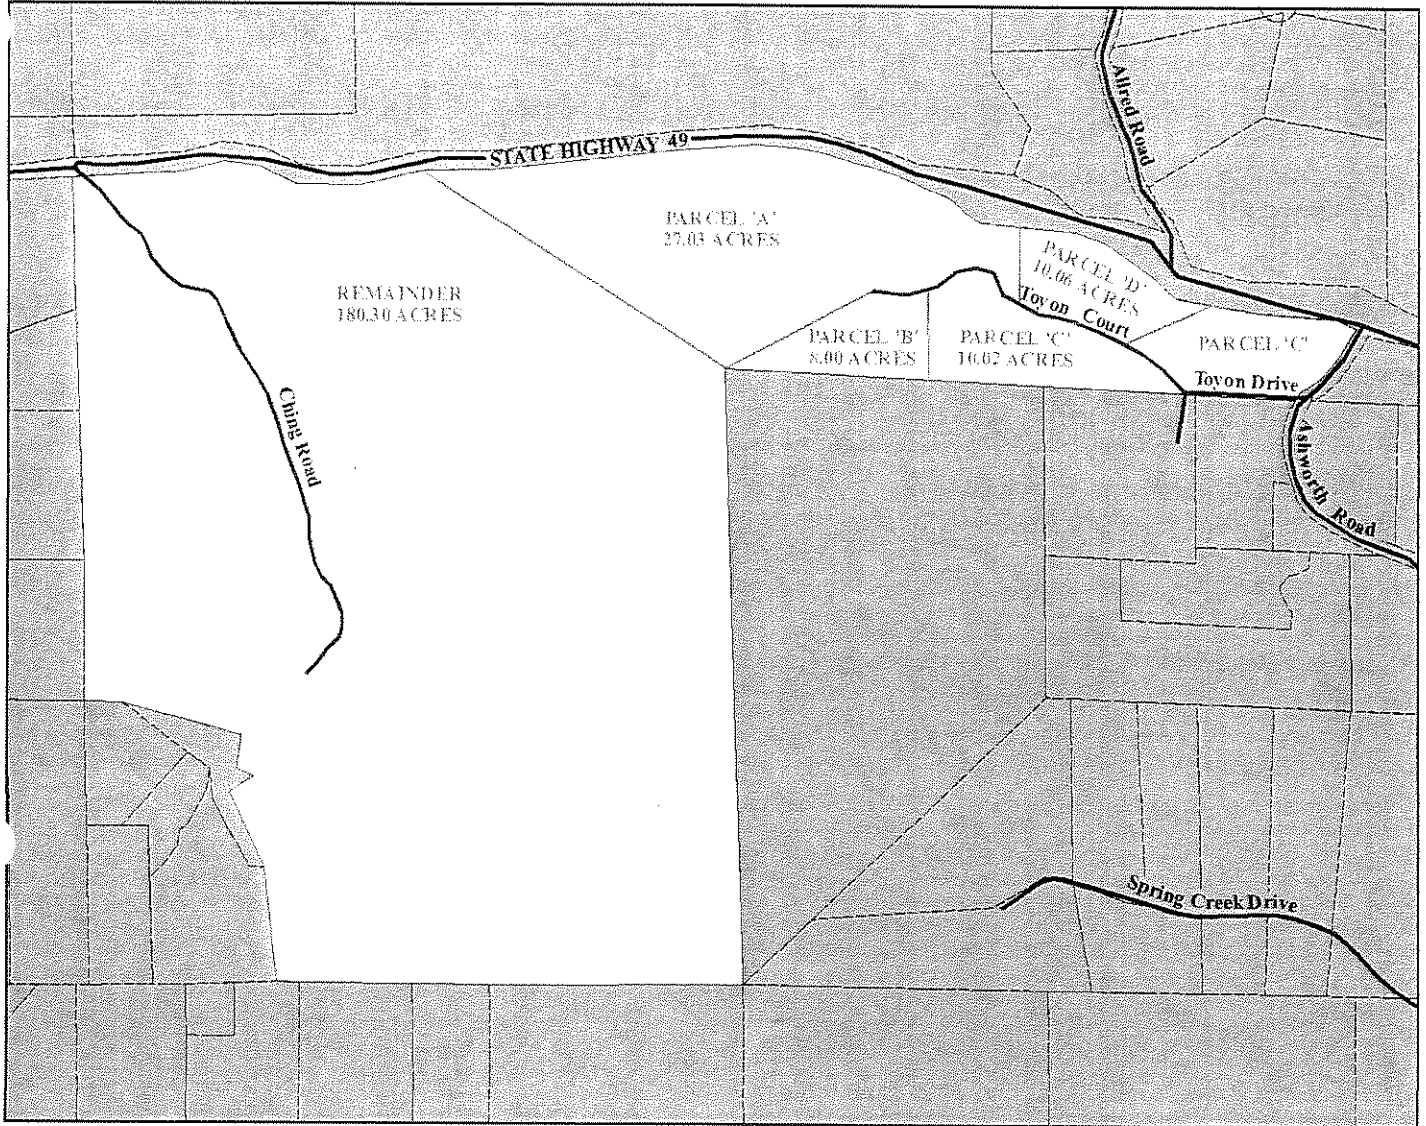 Allred Road
STATE HIGHWAY 49
PARCEL 'A'
27.03 ACRES
PARCEL 'D'
10.06 ACRES
REMAINDER
180.30 ACRES
Toyon Court
PARCEL 'B'
8.00 ACRES
PARCEL 'C'
10.02 ACRES
PARCEL 'C'
Toyon Drive
Ching Road
Ashworth Road
Spring Creek Drive